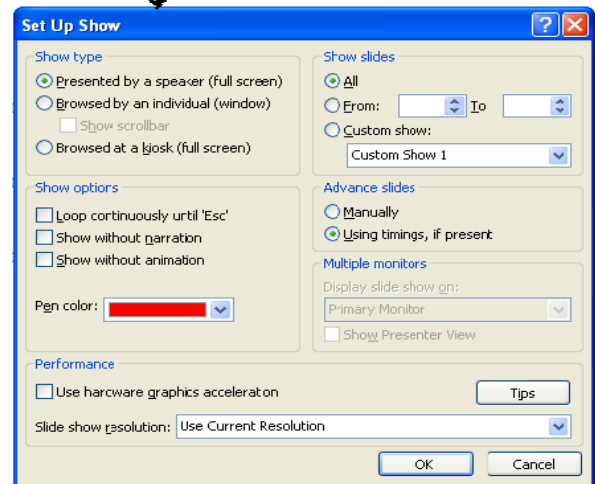 Set Up Show
Show type
Presented by a speaker (full screen)
Browsed by an individual (window)
Show scrollbar
Browsed at a kiosk (full screen)
Show slides
All
From: To
Custom show:
Custom Show 1
Show options
Loop continuously until 'Esc'
Show without narration
Show without animation
Pen color:
Advance slides
Manually
Using timings, if present
Multiple monitors
Display slide show on:
Primary Monitor
Show Presenter View
Performance
Use harcware graphics acceleraton
Tips
Slide show resolution: Use Current Resolution
OK Cancel